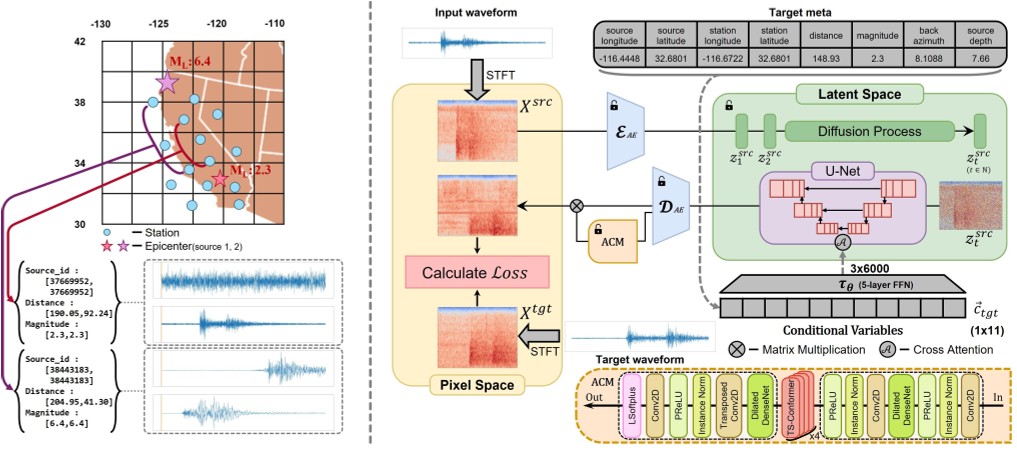 -130
-125
-120
-115
-110
42
38
34
30
M_L:6.4
M_L:2.3
— Station
— Epicenter(source 1, 2)
Source_id :
[37669952,
37669952]
Distance :
[190.05,92.24]
Magnitude :
[2.3,2.3]
Source_id :
[38443183,
38443183]
Distance :
[204.95,41.30]
Magnitude :
[6.4,6.4]
Input waveform
STFT
X^{src}
Calculate ℒoss
X^{tgt}
STFT
Pixel Space
Target waveform
Target meta
source longitude
source latitude
station longitude
station latitude
distance
magnitude
back azimuth
source depth
-116.4448
32.6801
-116.6722
32.6801
148.93
2.3
8.1088
7.66
ℰ_{AE}
𝒟_{AE}
ACM
Latent Space
z_1^{src}
z_2^{src}
Diffusion Process
z_t^{src}
(t ∈ ℕ)
U-Net
𝒜
z_t^{src}
3x6000
τ_θ (5-layer FFN)
c⃗_{tgt}
Conditional Variables
(1x11)
⊗ — Matrix Multiplication
𝒜 — Cross Attention
ACM
Out
LSoftplus
Conv2D
PReLU
Instance Norm
Transposed Conv2D
Dilated DenseNet
TS-Conformer
x4
PReLU
Instance Norm
Conv2D
Dilated DenseNet
PReLU
Instance Norm
Conv2D
In